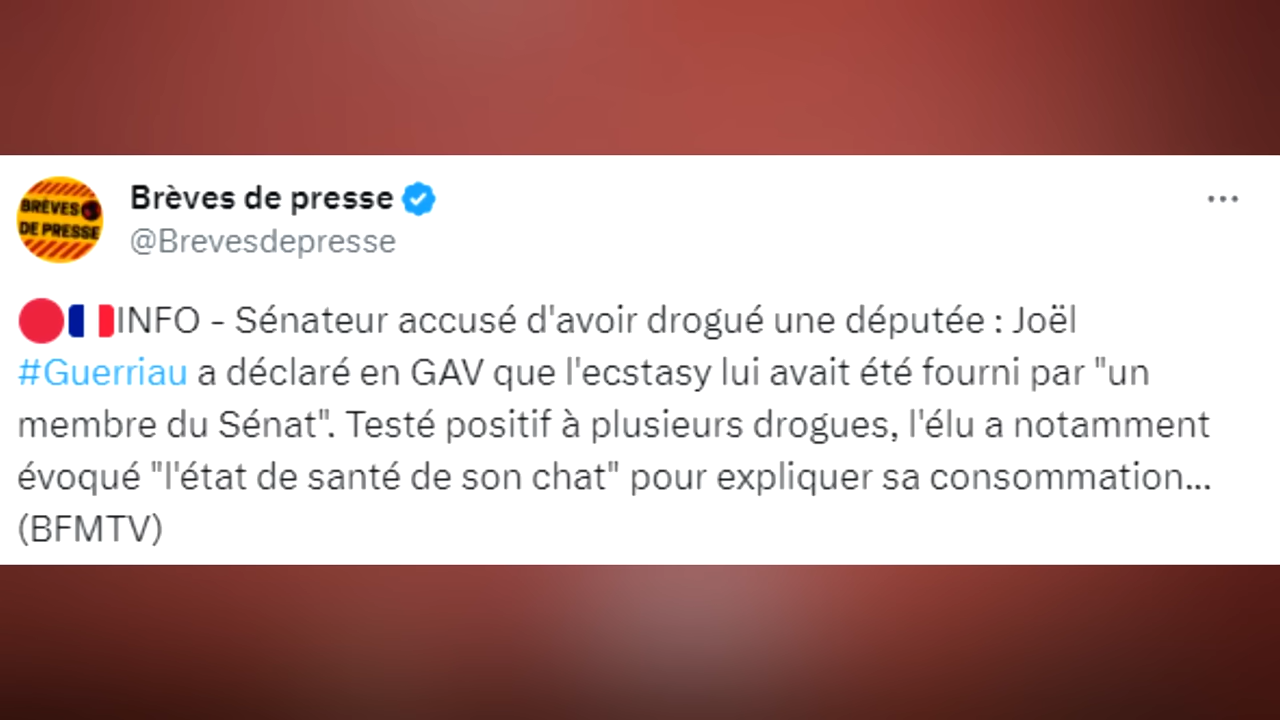 BRÈVES
DE PRESSE
Brèves de presse
@Brevesdepresse
🔴🇫🇷INFO - Sénateur accusé d'avoir drogué une députée : Joël
#Guerriau a déclaré en GAV que l'ecstasy lui avait été fourni par "un
membre du Sénat". Testé positif à plusieurs drogues, l'élu a notamment
évoqué "l'état de santé de son chat" pour expliquer sa consommation...
(BFMTV)